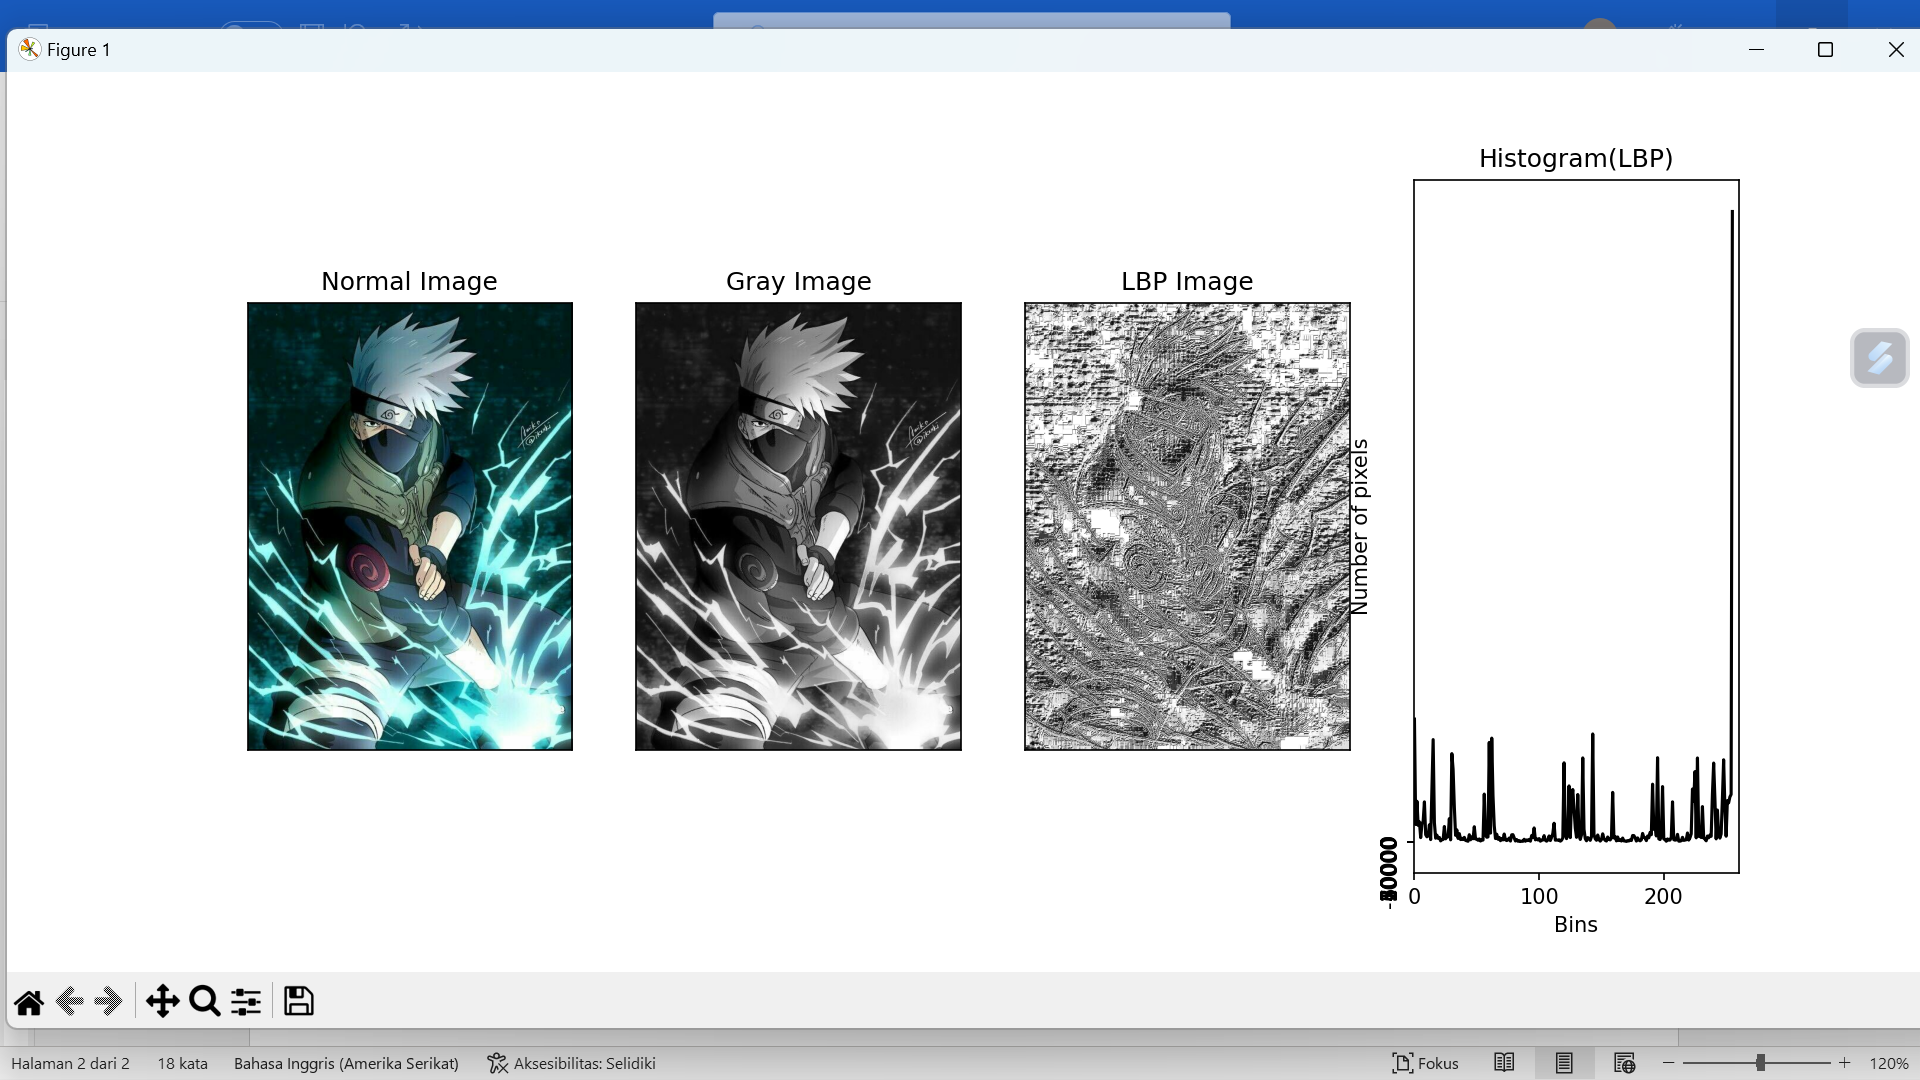 Figure 1
Histogram(LBP)
Normal Image
Gray Image
LBP Image
Number of pixels
0 100 200
Bins
Halaman 2 dari 2 18 kata Bahasa Inggris (Amerika Serikat) Aksesibilitas: Selidiki Fokus 120%